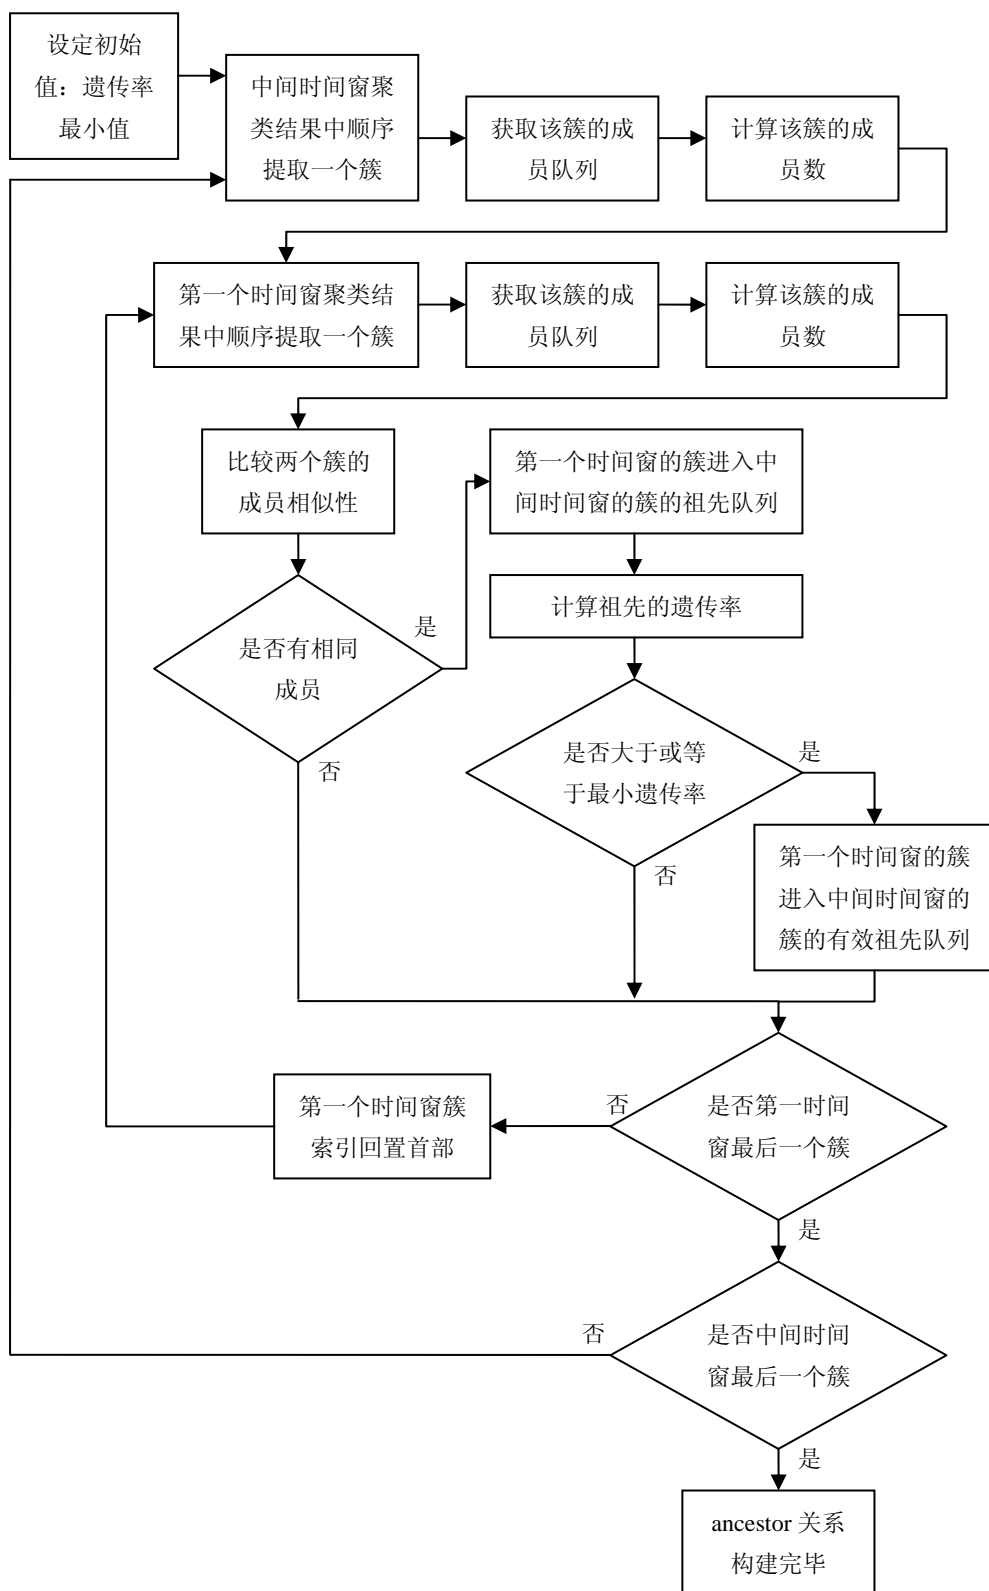 设定初始
值：遗传率
最小值
中间时间窗聚
类结果中顺序
提取一个簇
获取该簇的成
员队列
计算该簇的成
员数
第一个时间窗聚类结
果中顺序提取一个簇
获取该簇的成
员队列
计算该簇的成
员数
比较两个簇的
成员相似性
第一个时间窗的簇进入中
间时间窗的簇的祖先队列
计算祖先的遗传率
是否有相同
成员
是
否
是否大于或等
于最小遗传率
是
否
第一个时间窗的簇
进入中间时间窗的
簇的有效祖先队列
是否第一时间
窗最后一个簇
否
第一个时间窗簇
索引回置首部
是
是否中间时间
窗最后一个簇
否
是
ancestor 关系
构建完毕